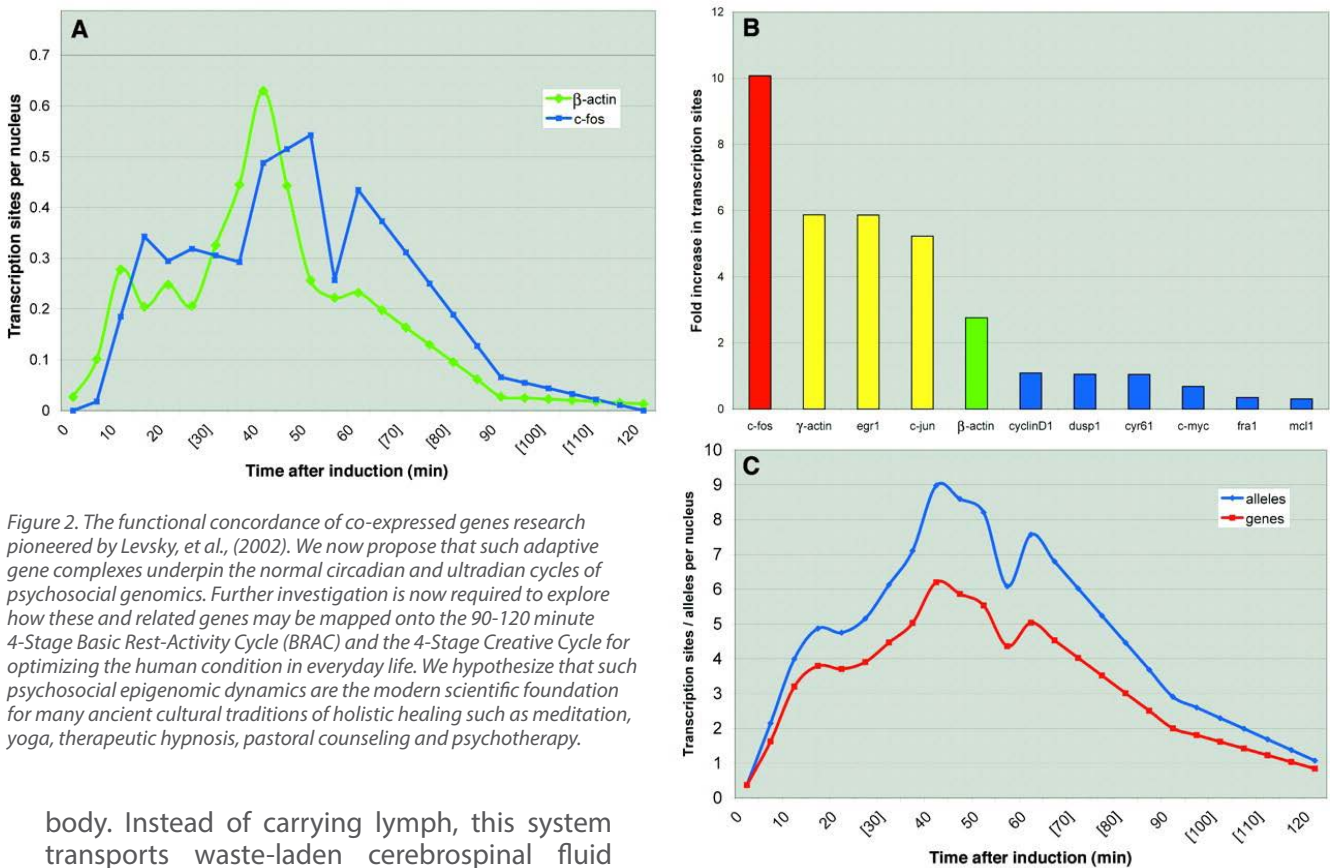 A
0.7
0.6
0.5
0.4
0.3
0.2
0.1
0
Transcription sites per nucleus
β-actin
c-fos
0 10 20 [30] 40 50 60 [70] [80] 90 [100] [110] 120
Time after induction (min)
B
12
10
8
6
4
2
0
Fold increase in transcription sites
c-fos γ-actin egr1 c-jun β-actin cyclinD1 dusp1 cyr61 c-myc fra1 mcl1
Figure 2. The functional concordance of co-expressed genes research
pioneered by Levsky, et al., (2002). We now propose that such adaptive
gene complexes underpin the normal circadian and ultradian cycles of
psychosocial genomics. Further investigation is now required to explore
how these and related genes may be mapped onto the 90-120 minute
4-Stage Basic Rest-Activity Cycle (BRAC) and the 4-Stage Creative Cycle for
optimizing the human condition in everyday life. We hypothesize that such
psychosocial epigenomic dynamics are the modern scientific foundation
for many ancient cultural traditions of holistic healing such as meditation,
yoga, therapeutic hypnosis, pastoral counseling and psychotherapy.
body. Instead of carrying lymph, this system
transports waste-laden cerebrospinal fluid
C
9
8
7
6
5
4
3
2
1
0
Transcription sites / alleles per nucleus
alleles
genes
0 10 20 [30] 40 50 60 [70] [80] 90 [100] [110] 120
Time after induction (min)